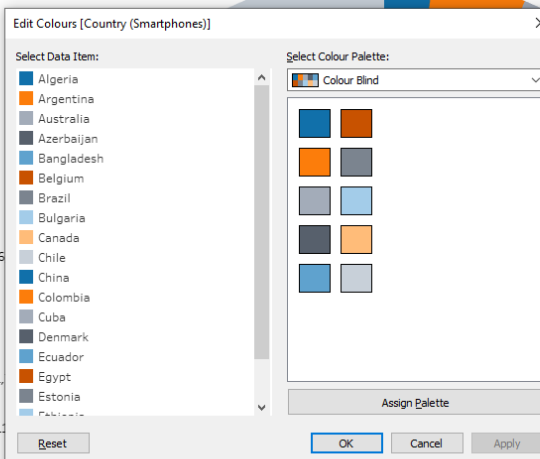 Edit Colours [Country (Smartphones)]
Select Data Item:
Algeria
Argentina
Australia
Azerbaijan
Bangladesh
Belgium
Brazil
Bulgaria
Canada
Chile
China
Colombia
Cuba
Denmark
Ecuador
Egypt
Estonia
Select Colour Palette:
Colour Blind
Assign Palette
Reset
OK
Cancel
Apply